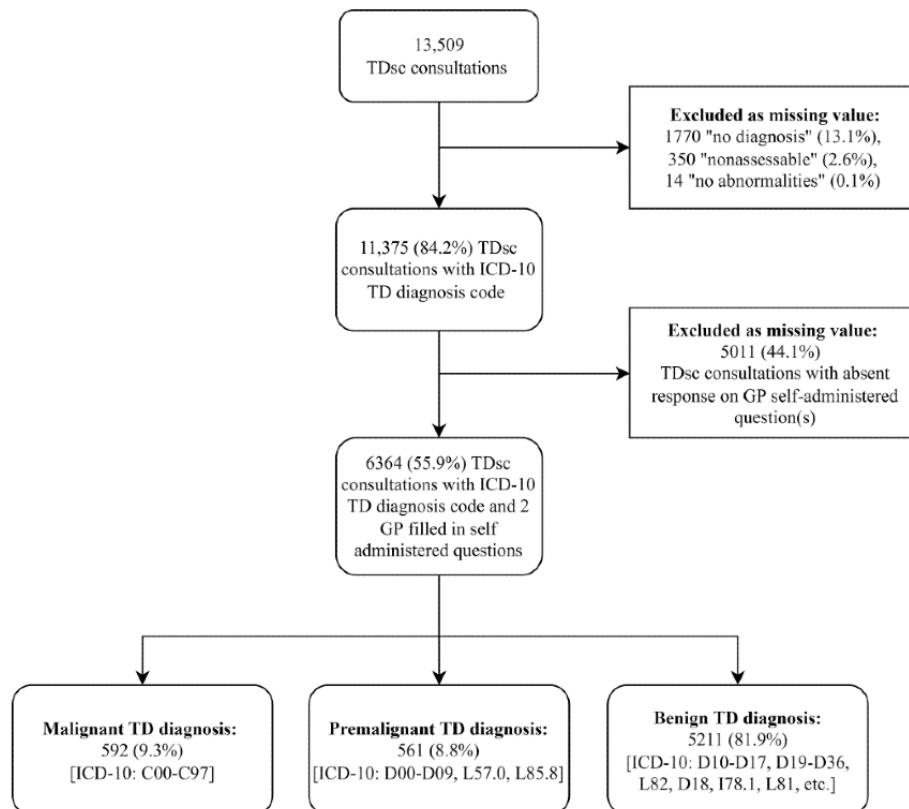 13,509
TDsc consultations
Excluded as missing value:
1770 "no diagnosis" (13.1%),
350 "nonassessable" (2.6%),
14 "no abnormalities" (0.1%)
11,375 (84.2%) TDsc
consultations with ICD-10
TD diagnosis code
Excluded as missing value:
5011 (44.1%)
TDsc consultations with absent
response on GP self-administered
question(s)
6364 (55.9%) TDsc
consultations with ICD-10
TD diagnosis code and 2
GP filled in self
administered questions
Malignant TD diagnosis:
592 (9.3%)
[ICD-10: C00-C97]
Premalignant TD diagnosis:
561 (8.8%)
[ICD-10: D00-D09, L57.0, L85.8]
Benign TD diagnosis:
5211 (81.9%)
[ICD-10: D10-D17, D19-D36,
L82, D18, I78.1, L81, etc.]